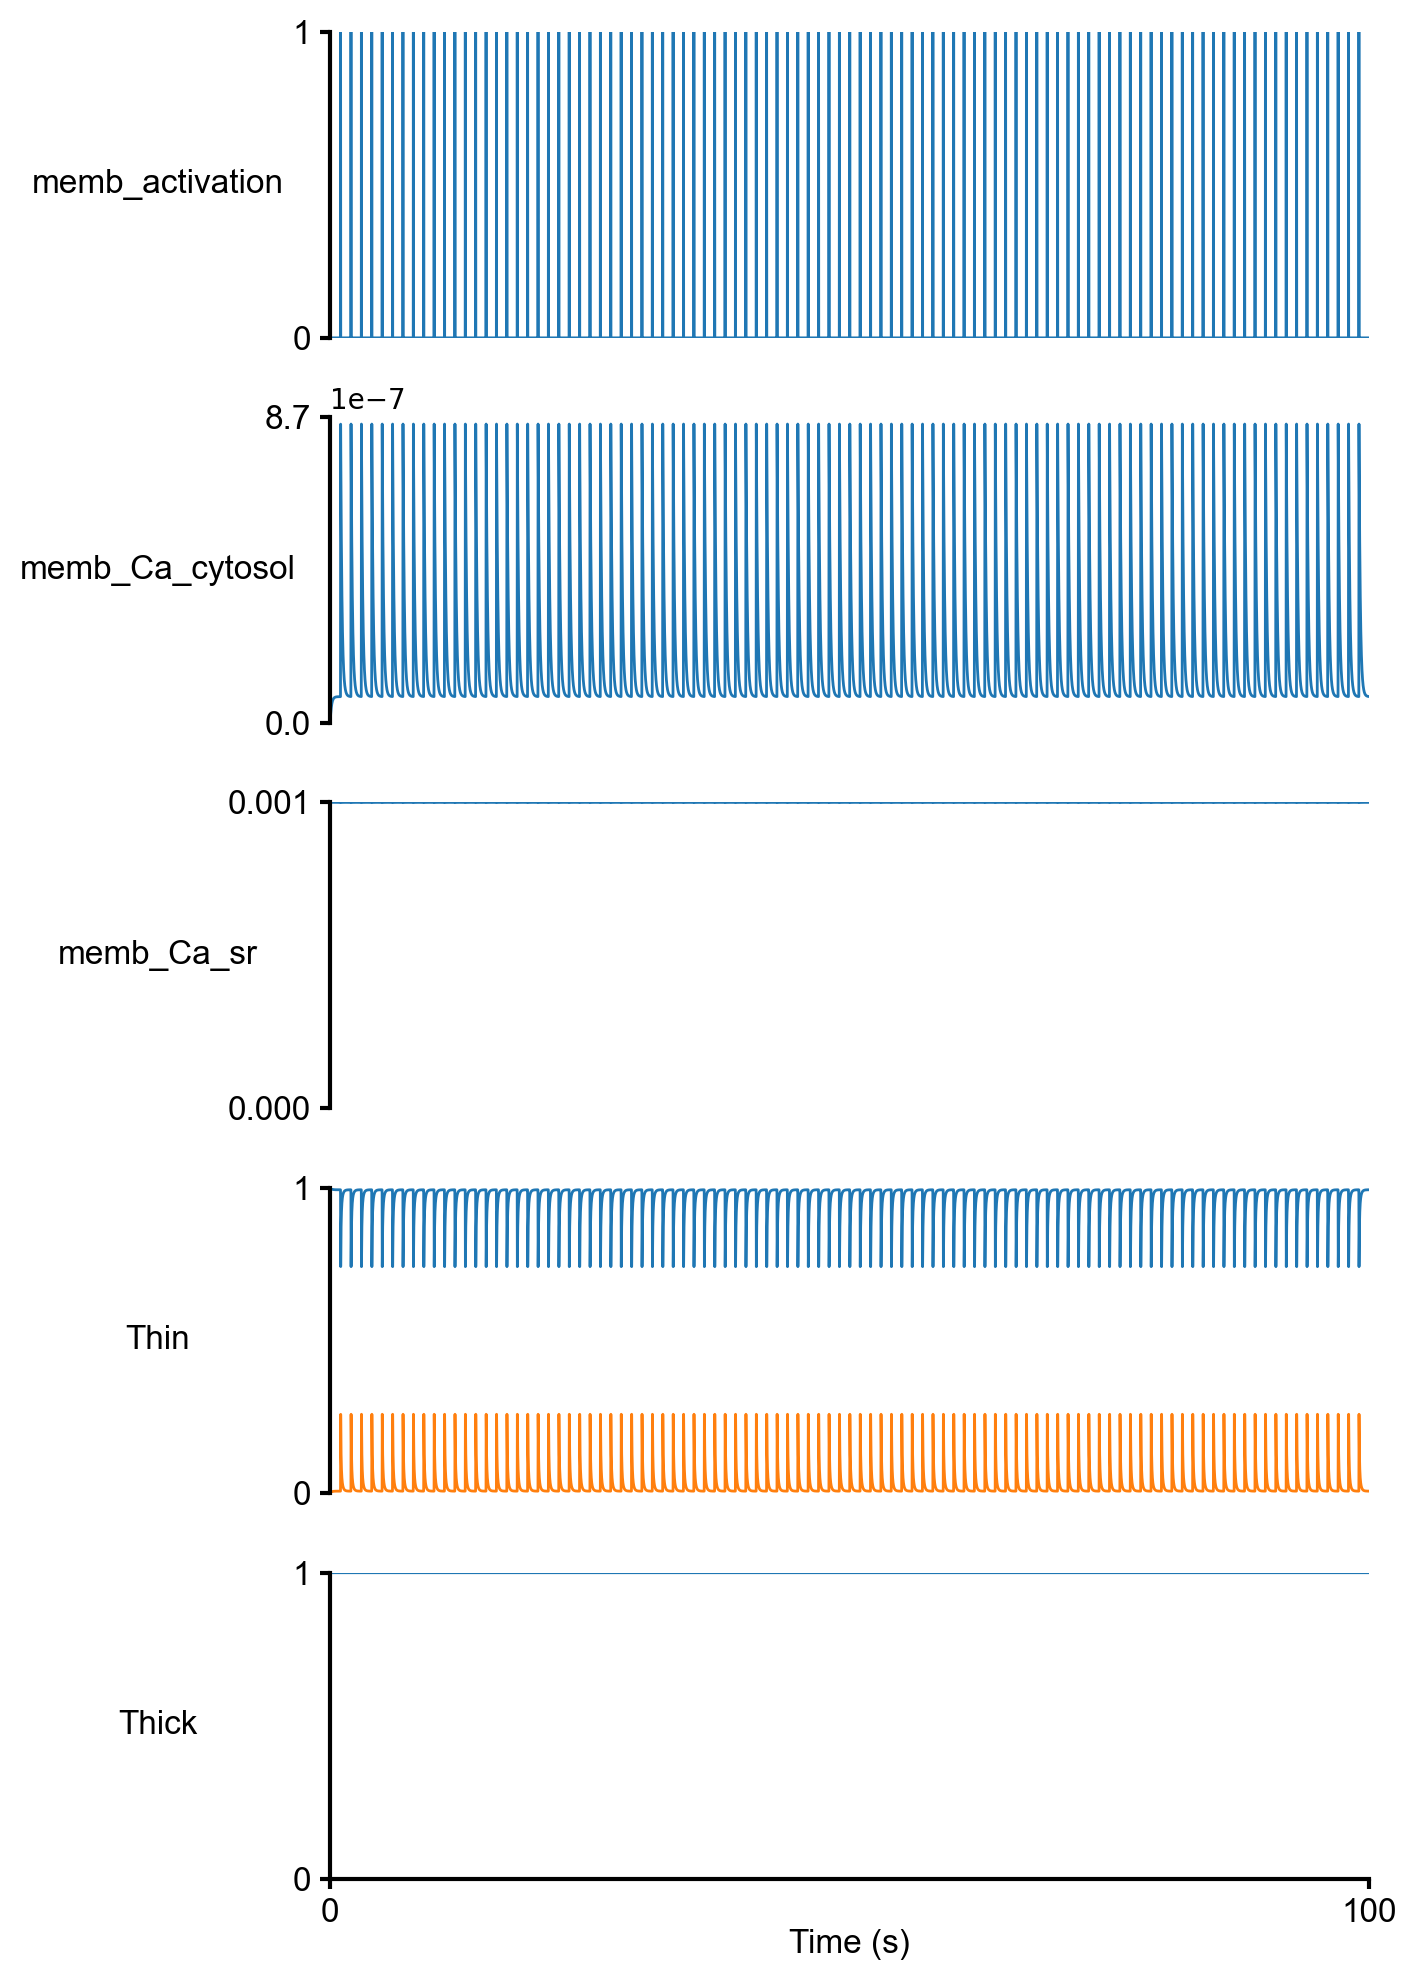 1
memb_activation
0
1e−7
8.7
memb_Ca_cytosol
0.0
0.001
memb_Ca_sr
0.000
1
Thin
0
1
Thick
0
0 100
Time (s)